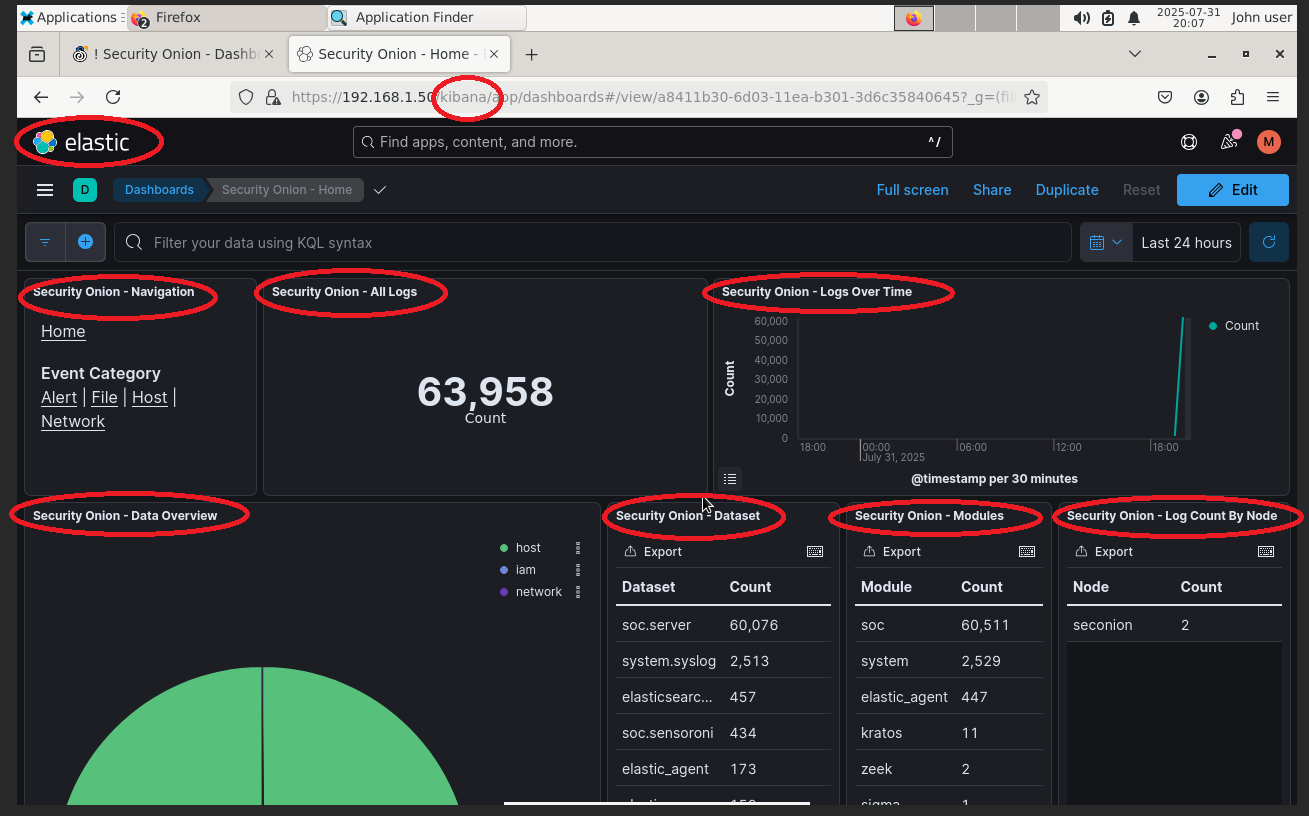 Applications
2
Firefox
Application Finder
2025-07-31
20:07
John user
! Security Onion - Dashb
Security Onion - Home -
https://192.168.1.50/kibana/app/dashboards#/view/a8411b30-6d03-11ea-b301-3d6c35840645?_g=(fil
elastic
Find apps, content, and more.
^/
M
D
Dashboards
Security Onion - Home
Full screen
Share
Duplicate
Reset
Edit
Filter your data using KQL syntax
Last 24 hours
Security Onion - Navigation
Home
Event Category
Alert | File | Host |
Network
Security Onion - All Logs
63,958
Count
Security Onion - Logs Over Time
Count
60,000
50,000
40,000
30,000
20,000
10,000
0
18:00 00:00 06:00 12:00 18:00
July 31, 2025
@timestamp per 30 minutes
Count
Security Onion - Data Overview
host
iam
network
Security Onion - Dataset
Export
Dataset Count
soc.server 60,076
system.syslog 2,513
elasticsearc... 457
soc.sensoroni 434
elastic_agent 173
Security Onion - Modules
Export
Module Count
soc 60,511
system 2,529
elastic_agent 447
kratos 11
zeek 2
sigma 1
Security Onion - Log Count By Node
Export
Node Count
seconion 2